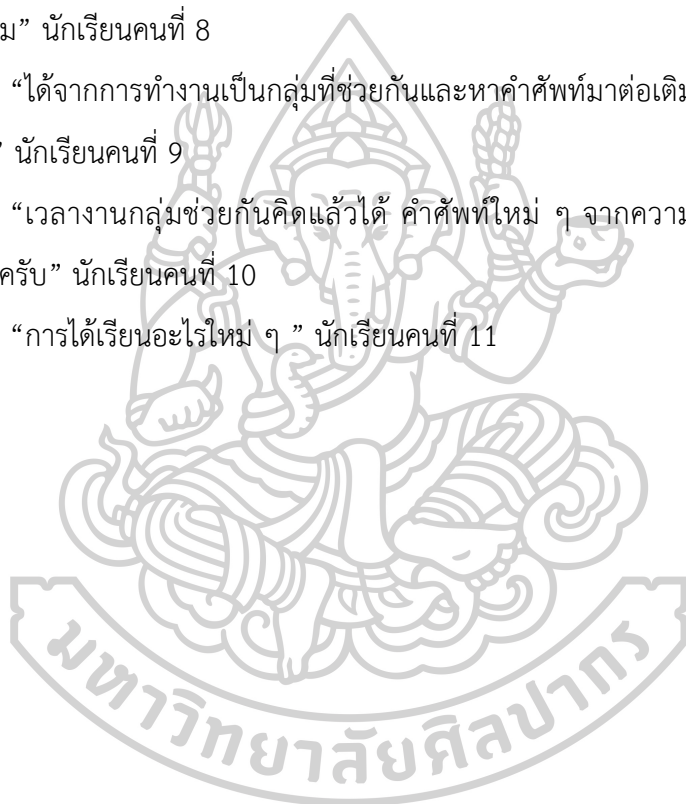 ม” นักเรียนคนที่ 8
“ได้จากการทำงานเป็นกลุ่มที่ช่วยกันและหาคำศัพท์มาต่อเติม
” นักเรียนคนที่ 9
“เวลางานกลุ่มช่วยกันคิดแล้วได้ คำศัพท์ใหม่ ๆ จากความ
ครับ” นักเรียนคนที่ 10
“การได้เรียนอะไรใหม่ ๆ ” นักเรียนคนที่ 11
มหาวิทยาลัยศิลปากร